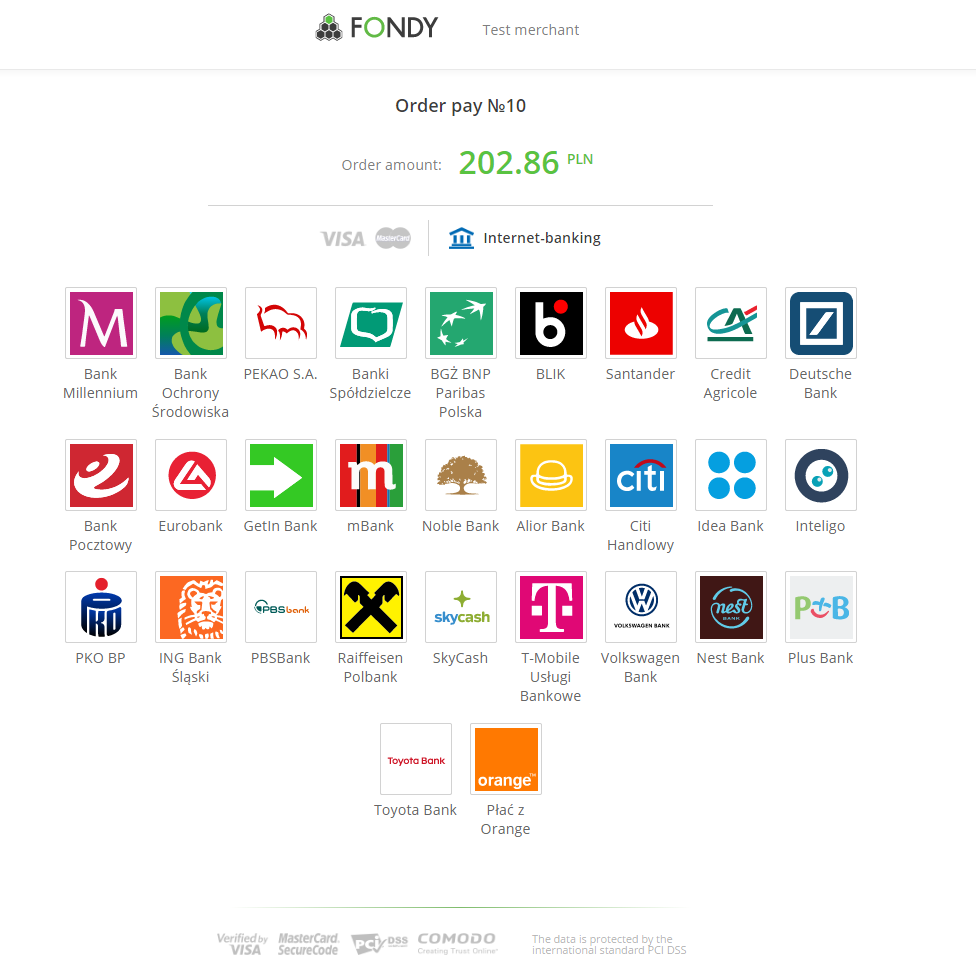 FONDY
Test merchant
Order pay №10
Order amount: 202.86 PLN
VISA MasterCard Internet-banking
M
b
m
citi
PKO
PBSbank
skycash
T
VOLKSWAGEN BANK
nest
BANK
P+B
Toyota Bank
orange™
Bank
Millennium
Bank
Ochrony
Środowiska
PEKAO S.A.
Banki
Spółdzielcze
BGŻ BNP
Paribas
Polska
BLIK
Santander
Credit
Agricole
Deutsche
Bank
Bank
Pocztowy
Eurobank
GetIn Bank
mBank
Noble Bank
Alior Bank
Citi
Handlowy
Idea Bank
Inteligo
PKO BP
ING Bank
Śląski
PBSBank
Raiffeisen
Polbank
SkyCash
T-Mobile
Usługi
Bankowe
Volkswagen
Bank
Nest Bank
Plus Bank
Toyota Bank
Płać z
Orange
Verified by
VISA
MasterCard.
SecureCode
PCI DSS
COMODO
Creating Trust Online®
The data is protected by the
international standard PCI DSS